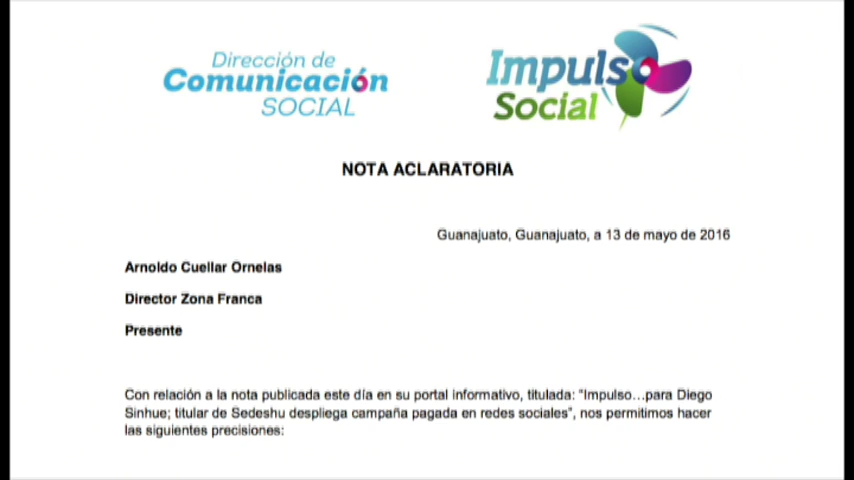 Dirección de
Comunicación
SOCIAL
Impulso
Social
NOTA ACLARATORIA
Guanajuato, Guanajuato, a 13 de mayo de 2016
Arnoldo Cuellar Ornelas
Director Zona Franca
Presente
Con relación a la nota publicada este día en su portal informativo, titulada: “Impulso…para Diego
Sinhue; titular de Sedeshu despliega campaña pagada en redes sociales”, nos permitimos hacer
las siguientes precisiones: